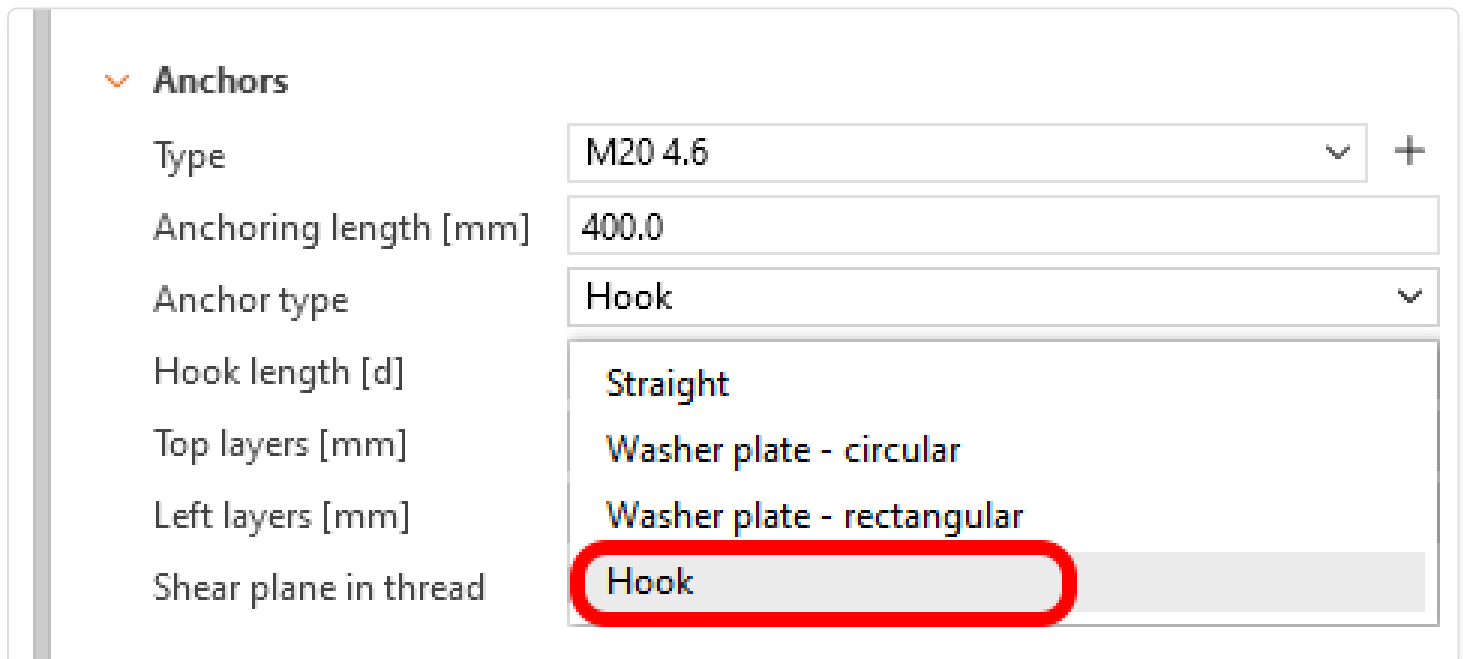 Anchors
Type M20 4.6
Anchoring length [mm] 400.0
Anchor type Hook
Hook length [d] Straight
Top layers [mm] Washer plate - circular
Left layers [mm] Washer plate - rectangular
Shear plane in thread Hook